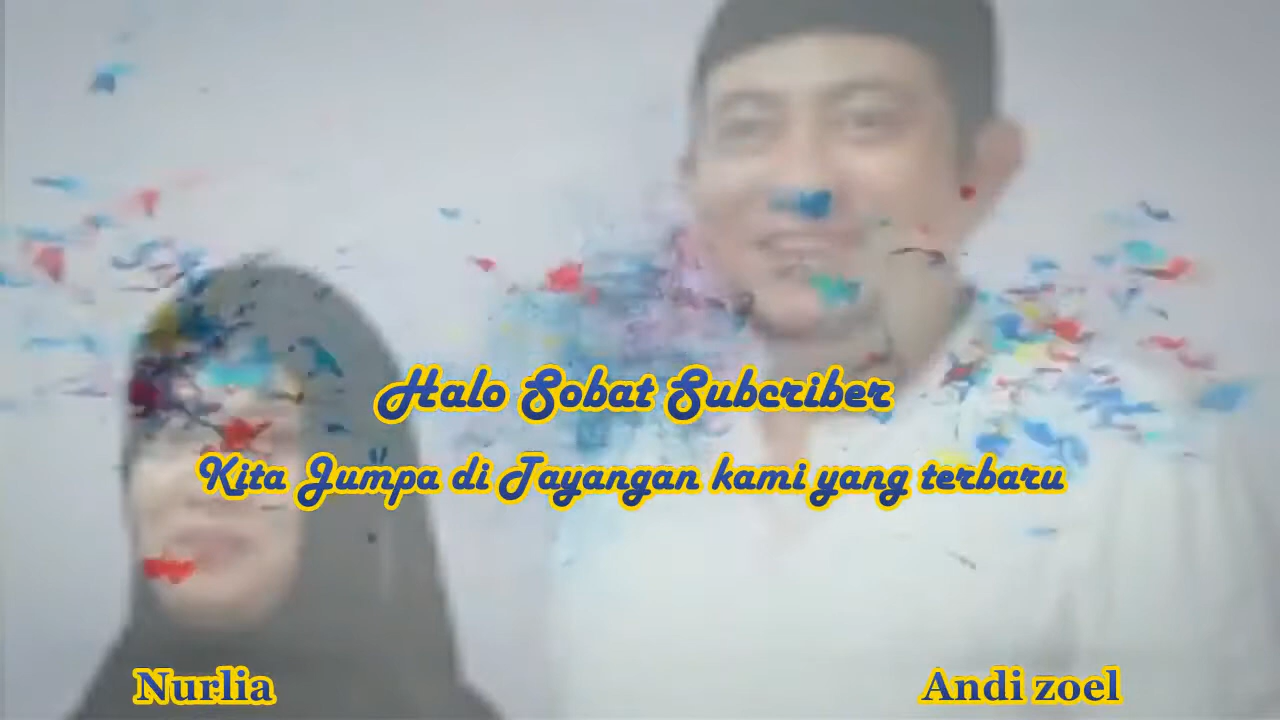 Halo Sobat Subcriber
Kita Jumpa di Tayangan kami yang terbaru
Nurlia
Andi zoel